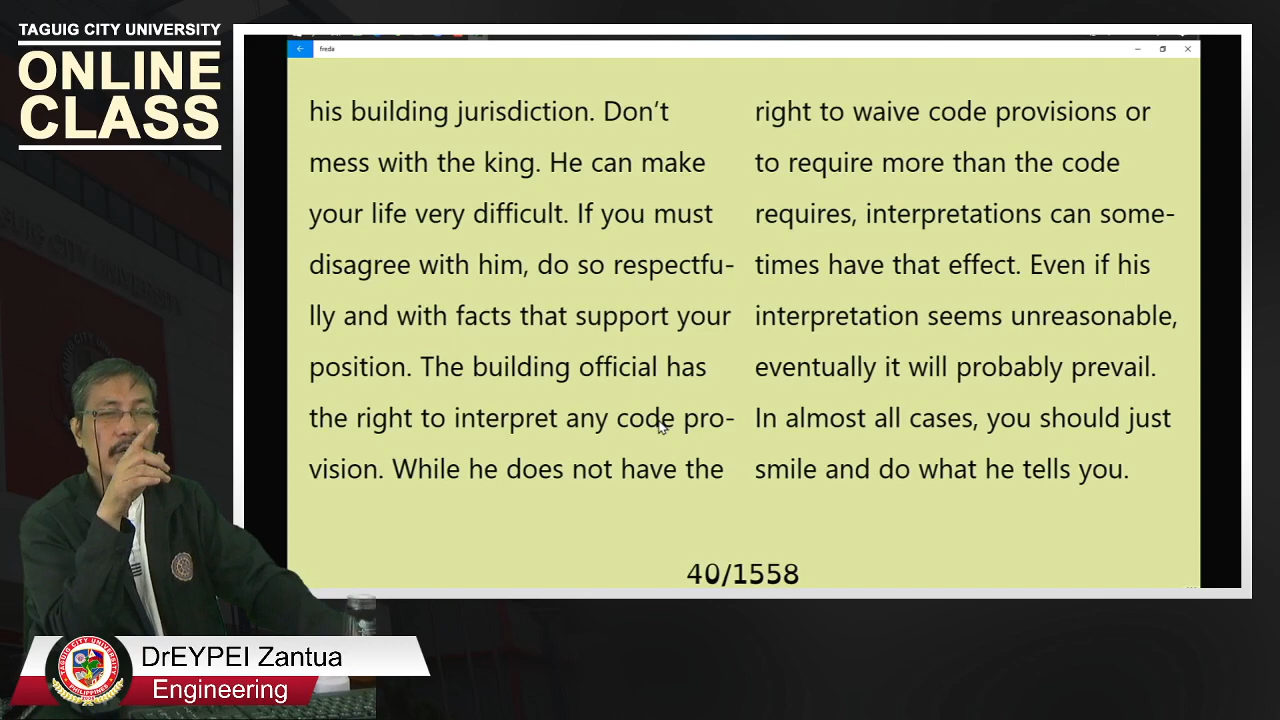 TAGUIG CITY UNIVERSITY
ONLINE
CLASS
freda
his building jurisdiction. Don't
mess with the king. He can make
your life very difficult. If you must
disagree with him, do so respectfu-
lly and with facts that support your
position. The building official has
the right to interpret any code pro-
vision. While he does not have the
right to waive code provisions or
to require more than the code
requires, interpretations can some-
times have that effect. Even if his
interpretation seems unreasonable,
eventually it will probably prevail.
In almost all cases, you should just
smile and do what he tells you.
40/1558
DrEYPEI Zantua
Engineering